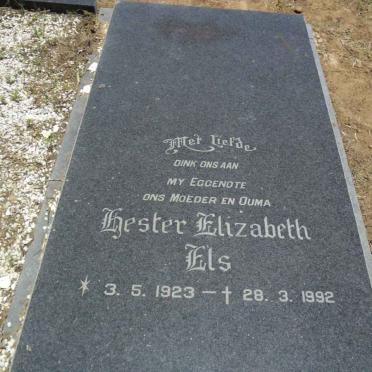 Met liefde
DINK ONS AAN
MY EGGENOTE
ONS MOEDER EN OUMA
Hester Elizabeth
Els
* 3. 5. 1923 – † 28. 3. 1992